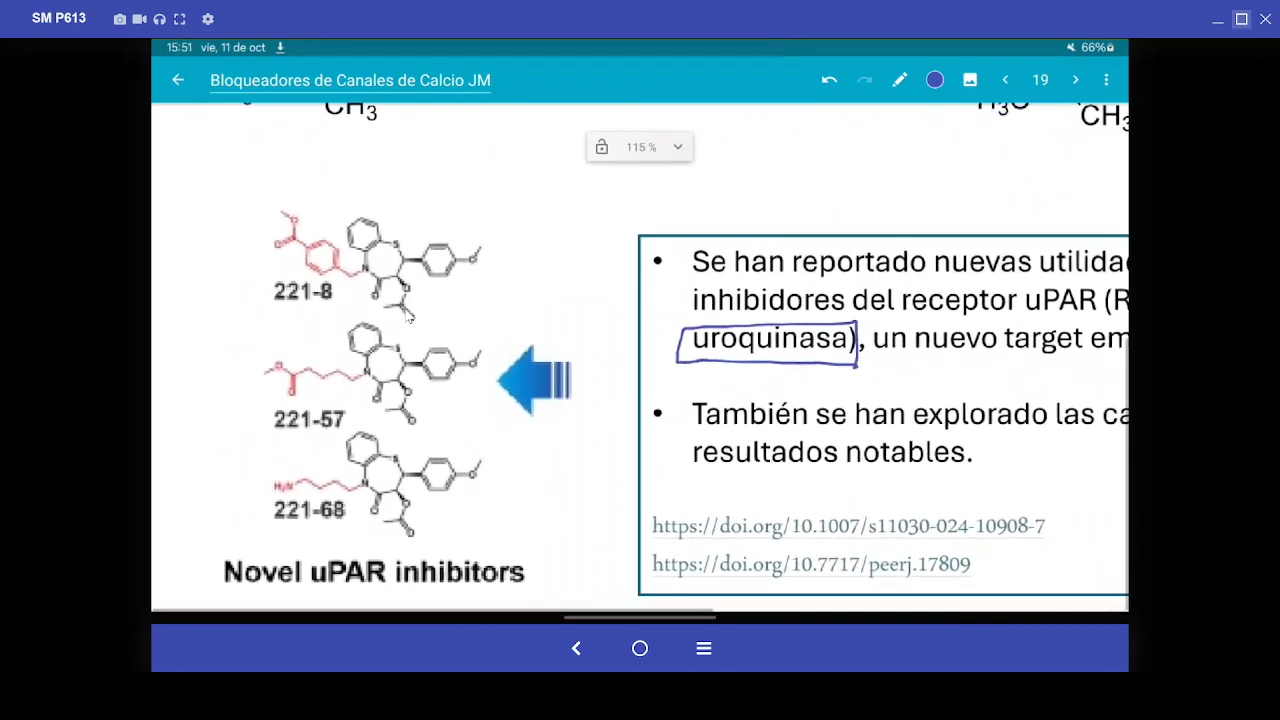 SM P613
15:51 vie, 11 de oct
66%
Bloqueadores de Canales de Calcio JM
19
CH3
H3C
CH3
115 %
221-8
221-57
H2N
221-68
Novel uPAR inhibitors
• Se han reportado nuevas utilida
inhibidores del receptor uPAR (R
uroquinasa), un nuevo target em
• También se han explorado las ca
resultados notables.
https://doi.org/10.1007/s11030-024-10908-7
https://doi.org/10.7717/peerj.17809